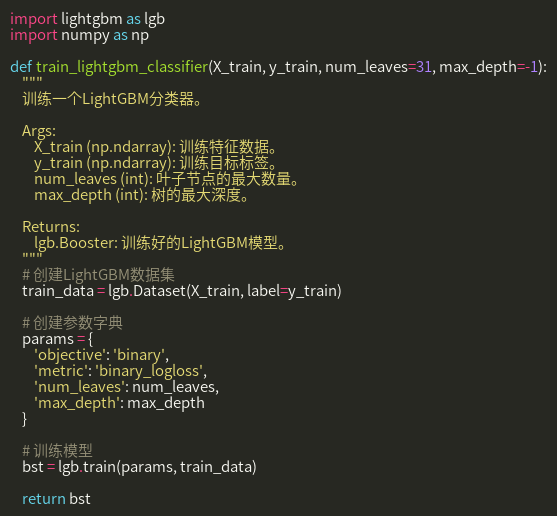 import lightgbm as lgb
import numpy as np
def train_lightgbm_classifier(X_train, y_train, num_leaves=31, max_depth=-1):
"""
训练一个LightGBM分类器。
Args:
X_train (np.ndarray): 训练特征数据。
y_train (np.ndarray): 训练目标标签。
num_leaves (int): 叶子节点的最大数量。
max_depth (int): 树的最大深度。
Returns:
lgb.Booster: 训练好的LightGBM模型。
"""
# 创建LightGBM数据集
train_data = lgb.Dataset(X_train, label=y_train)
# 创建参数字典
params = {
'objective': 'binary',
'metric': 'binary_logloss',
'num_leaves': num_leaves,
'max_depth': max_depth
}
# 训练模型
bst = lgb.train(params, train_data)
return bst